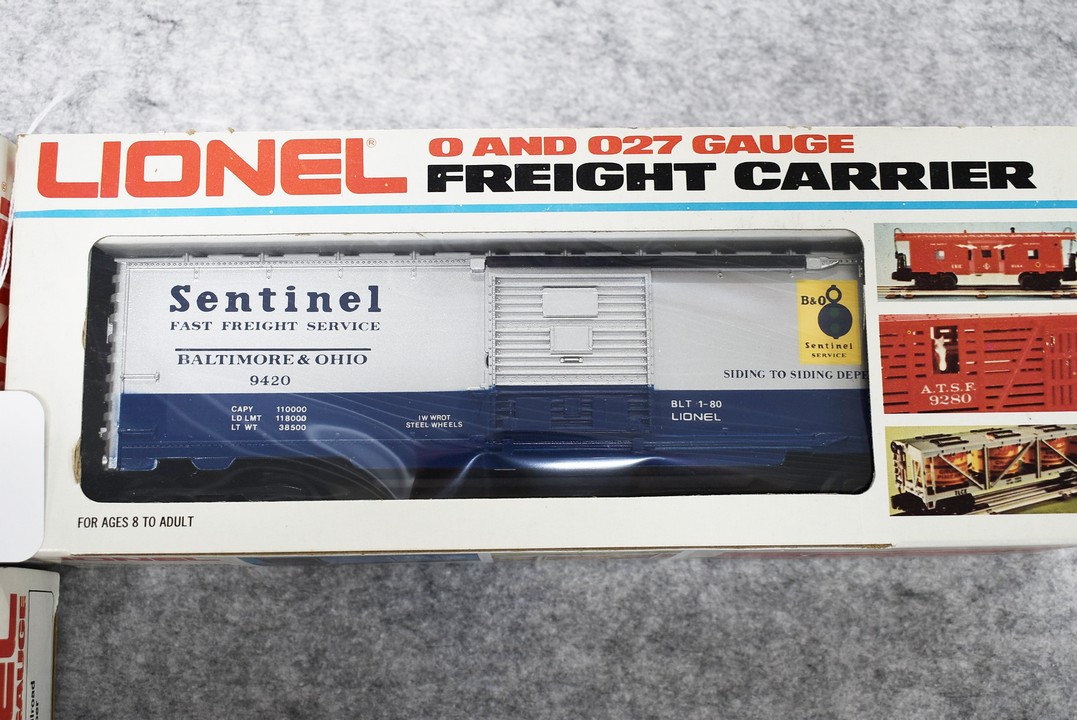 LIONEL®
O AND O27 GAUGE
FREIGHT CARRIER
Sentinel
FAST FREIGHT SERVICE
BALTIMORE & OHIO
9420
CAPY 110000
LD LMT 118000
LT WT 38500
1 W WROT
STEEL WHEELS
B&O
Sentinel
SERVICE
SIDING TO SIDING DEPE
BLT 1-80
LIONEL
A.T.S.F.
9280
FOR AGES 8 TO ADULT